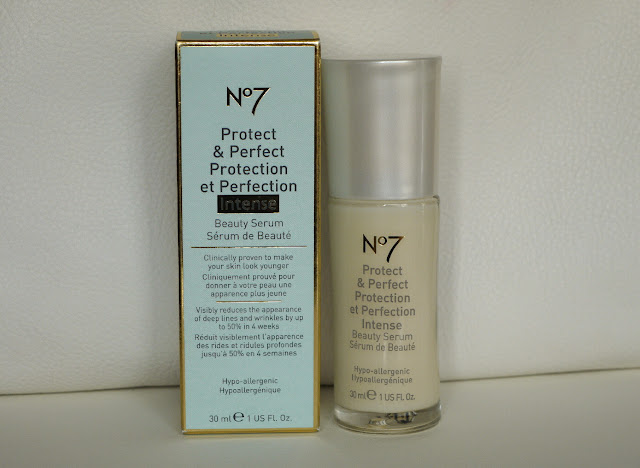 No7
Protect
& Perfect
Protection
et Perfection
Intense
Beauty Serum
Sérum de Beauté
Clinically proven to make
your skin look younger
Cliniquement prouvé pour
donner à votre peau une
apparence plus jeune
Visibly reduces the appearance
of deep lines and wrinkles by up
to 50% in 4 weeks
Réduit visiblement l'apparence
des rides et ridules profondes
jusqu'à 50% en 4 semaines
Hypo-allergenic
Hypoallergénique
30 ml ℮ 1 US Fl. Oz.
No7
Protect
& Perfect
Protection
et Perfection
Intense
Beauty Serum
Sérum de Beauté
Hypo-allergenic
Hypoallergénique
30 ml ℮ 1 US Fl. Oz.